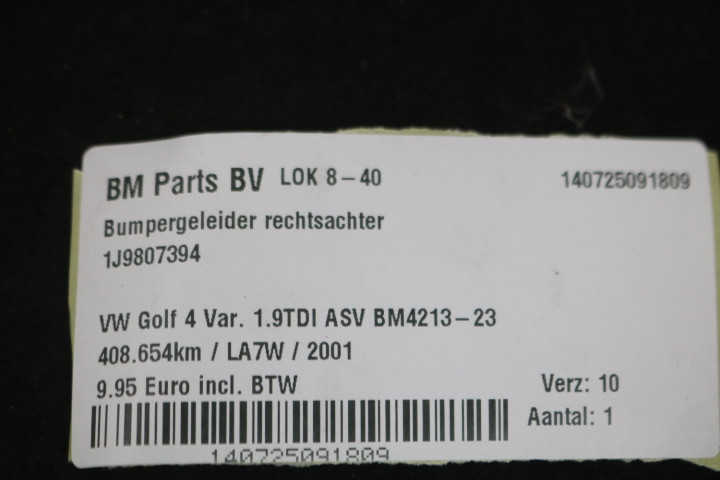 BM Parts BV LOK 8-40 140725091809
Bumpergeleider rechtsachter
1J9807394
VW Golf 4 Var. 1.9TDI ASV BM4213-23
408.654km / LA7W / 2001
9.95 Euro incl. BTW Verz: 10
Aantal: 1
140725091809